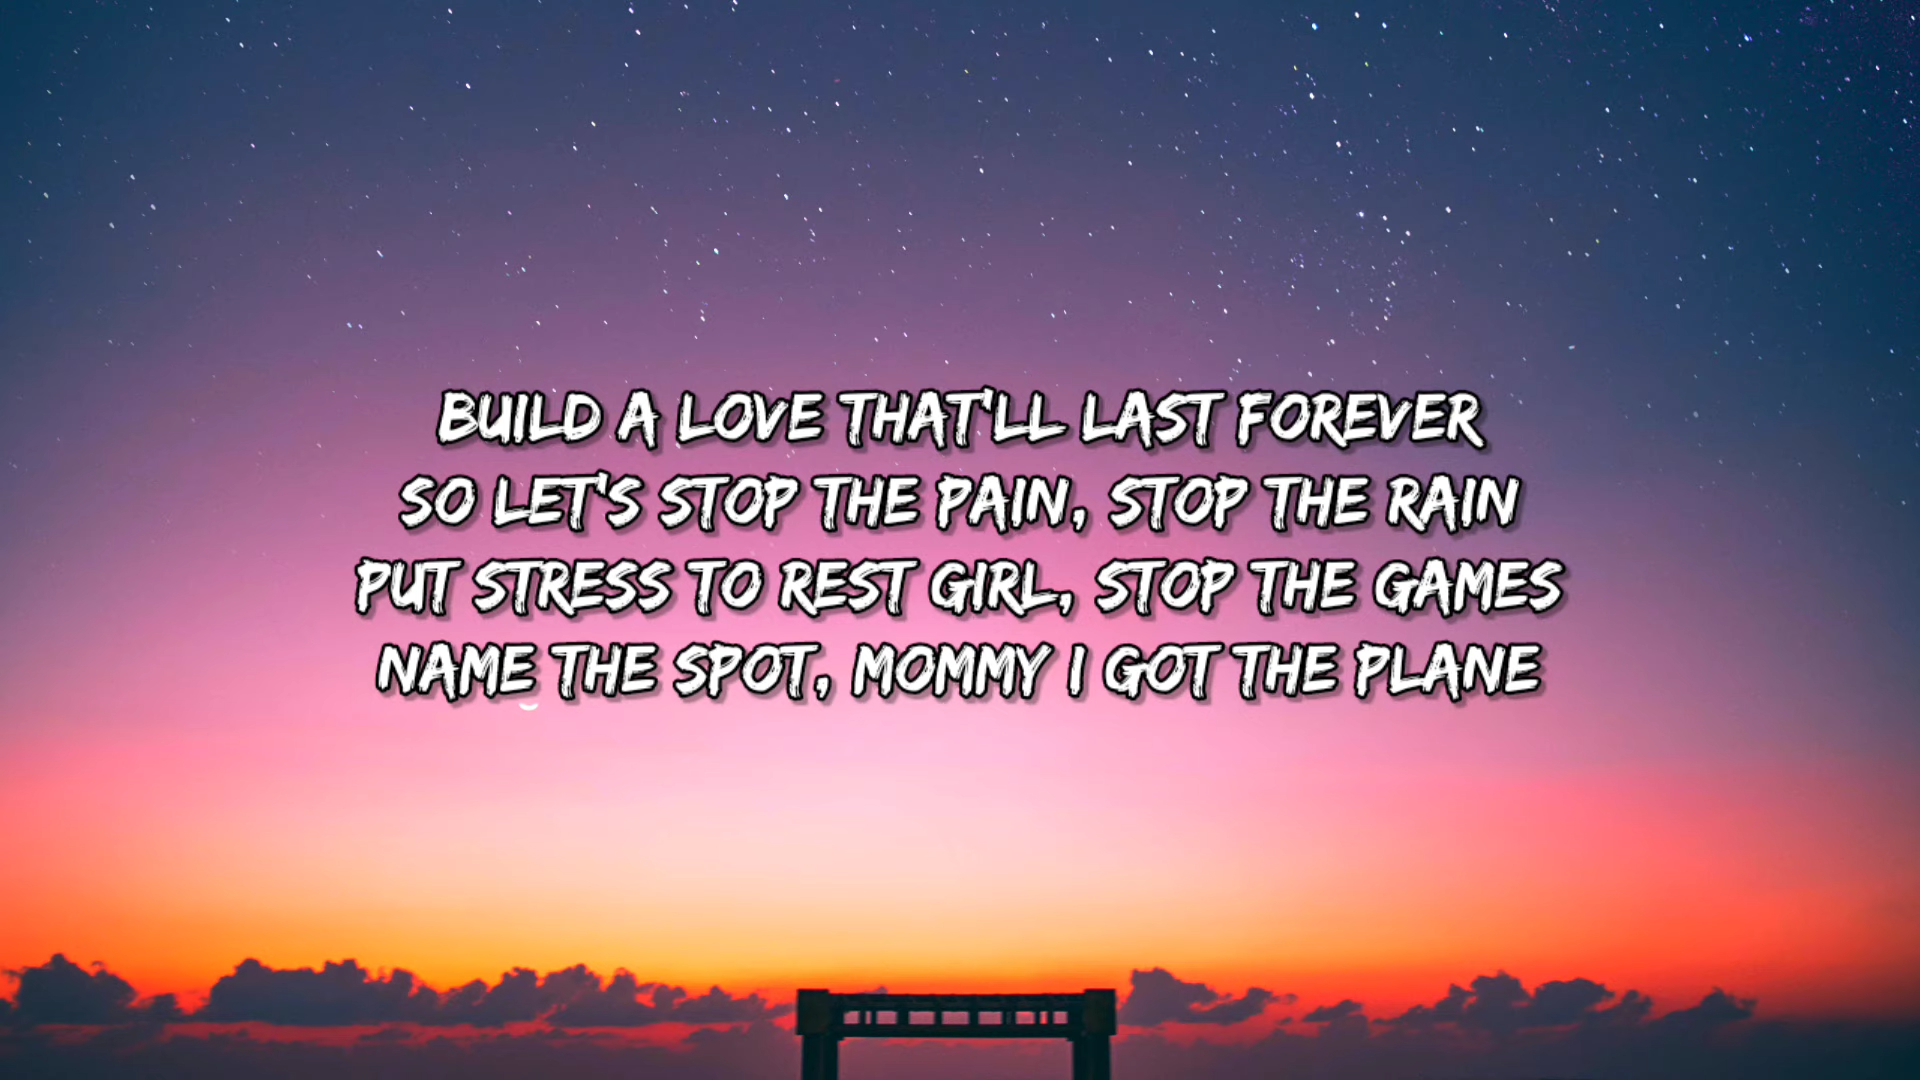 BUILD A LOVE THAT'LL LAST FOREVER
SO LET'S STOP THE PAIN, STOP THE RAIN
PUT STRESS TO REST GIRL, STOP THE GAMES
NAME THE SPOT, MOMMY I GOT THE PLANE